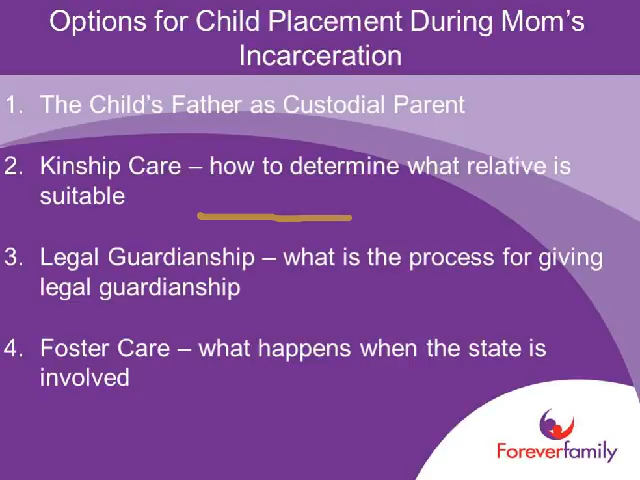 Options for Child Placement During Mom's
Incarceration
1. The Child's Father as Custodial Parent
2. Kinship Care – how to determine what relative is
suitable
3. Legal Guardianship – what is the process for giving
legal guardianship
4. Foster Care – what happens when the state is
involved
Foreverfamily